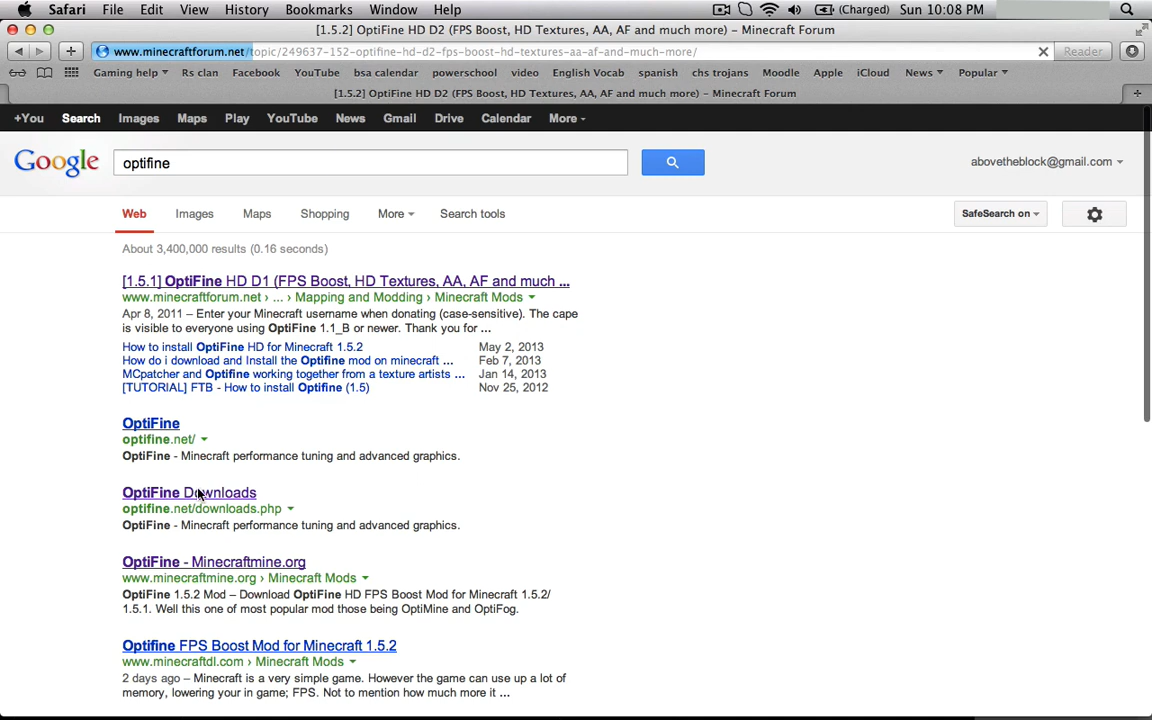 Safari File Edit View History Bookmarks Window Help (Charged) Sun 10:08 PM
[1.5.2] OptiFine HD D2 (FPS Boost, HD Textures, AA, AF and much more) – Minecraft Forum
www.minecraftforum.net/topic/249637-152-optifine-hd-d2-fps-boost-hd-textures-aa-af-and-much-more/ Reader
Gaming help Rs clan Facebook YouTube bsa calendar powerschool video English Vocab spanish chs trojans Moodle Apple iCloud News Popular
[1.5.2] OptiFine HD D2 (FPS Boost, HD Textures, AA, AF and much more) – Minecraft Forum
+You Search Images Maps Play YouTube News Gmail Drive Calendar More
Google optifine abovetheblock@gmail.com
Web Images Maps Shopping More Search tools SafeSearch on
About 3,400,000 results (0.16 seconds)
[1.5.1] OptiFine HD D1 (FPS Boost, HD Textures, AA, AF and much ...
www.minecraftforum.net › ... › Mapping and Modding › Minecraft Mods
Apr 8, 2011 – Enter your Minecraft username when donating (case-sensitive). The cape
is visible to everyone using OptiFine 1.1_B or newer. Thank you for ...
How to install OptiFine HD for Minecraft 1.5.2 May 2, 2013
How do i download and Install the Optifine mod on minecraft ... Feb 7, 2013
MCpatcher and Optifine working together from a texture artists ... Jan 14, 2013
[TUTORIAL] FTB - How to install Optifine (1.5) Nov 25, 2012
OptiFine
optifine.net/
OptiFine - Minecraft performance tuning and advanced graphics.
OptiFine Downloads
optifine.net/downloads.php
OptiFine - Minecraft performance tuning and advanced graphics.
OptiFine - Minecraftmine.org
www.minecraftmine.org › Minecraft Mods
OptiFine 1.5.2 Mod – Download OptiFine HD FPS Boost Mod for Minecraft 1.5.2/
1.5.1. Well this one of most popular mod those being OptiMine and OptiFog.
Optifine FPS Boost Mod for Minecraft 1.5.2
www.minecraftdl.com › Minecraft Mods
2 days ago – Minecraft is a very simple game. However the game can use up a lot of
memory, lowering your in game; FPS. Not to mention how much more it ...